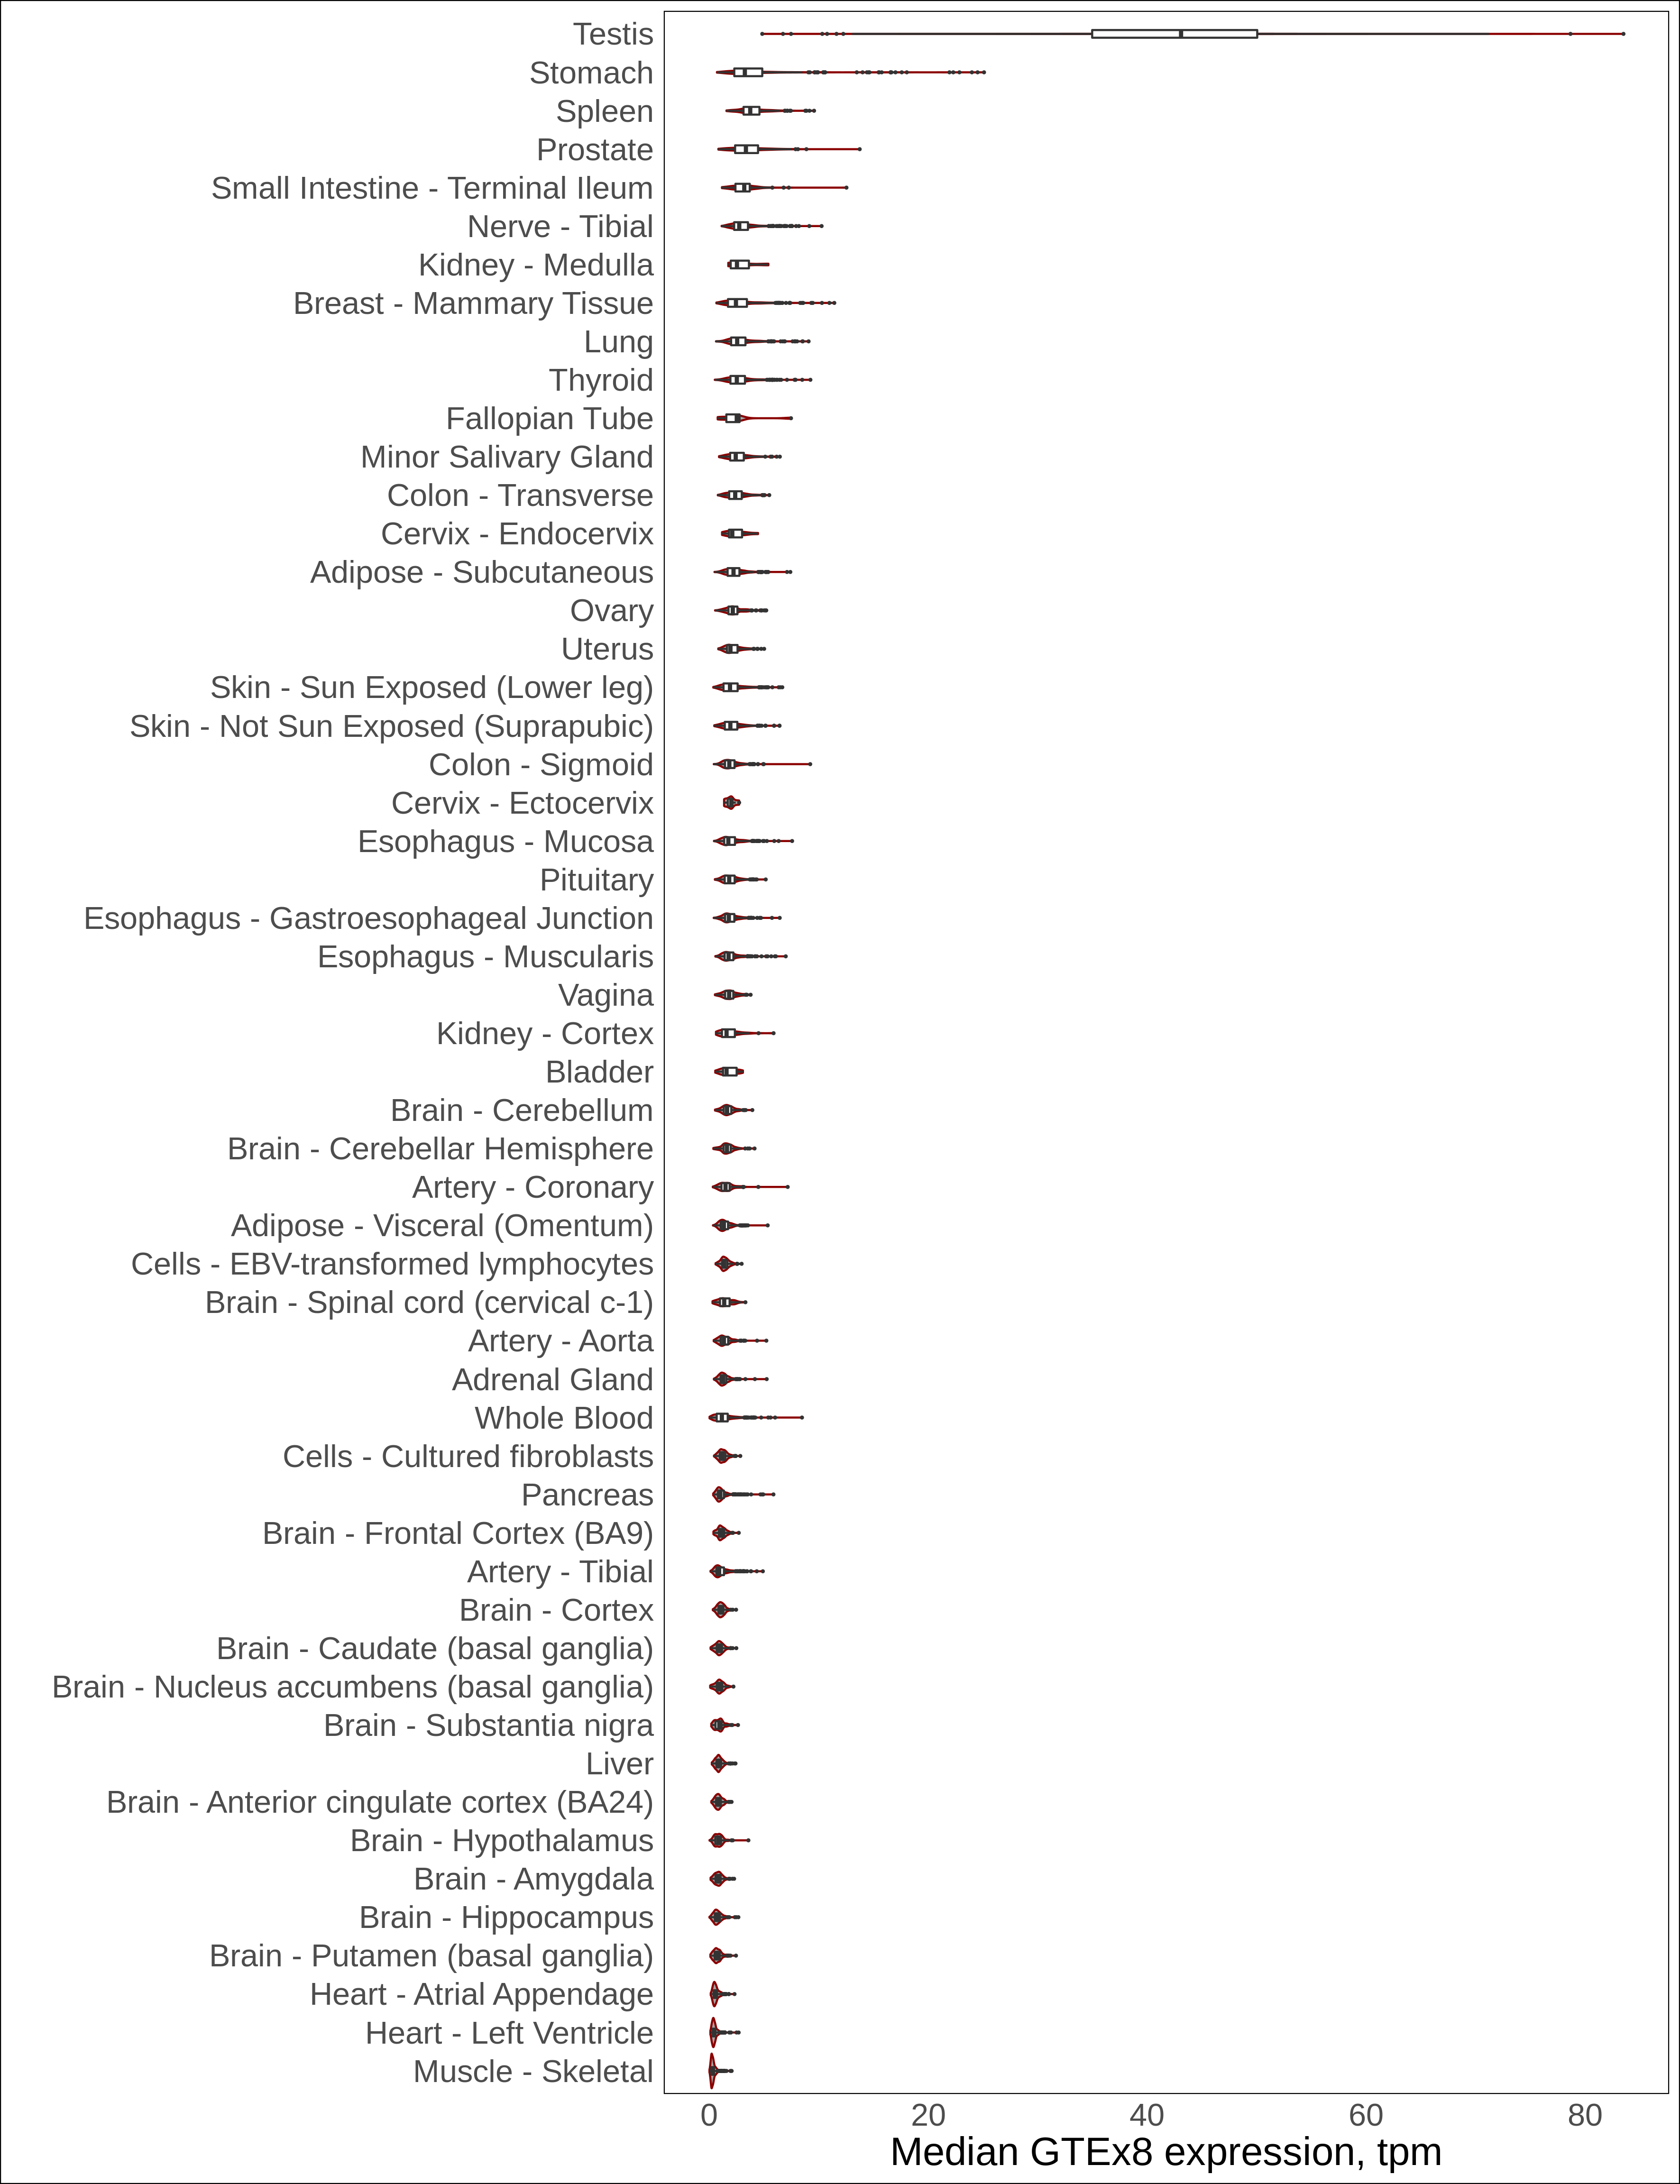 Testis
Stomach
Spleen
Prostate
Small Intestine - Terminal Ileum
Nerve - Tibial
Kidney - Medulla
Breast - Mammary Tissue
Lung
Thyroid
Fallopian Tube
Minor Salivary Gland
Colon - Transverse
Cervix - Endocervix
Adipose - Subcutaneous
Ovary
Uterus
Skin - Sun Exposed (Lower leg)
Skin - Not Sun Exposed (Suprapubic)
Colon - Sigmoid
Cervix - Ectocervix
Esophagus - Mucosa
Pituitary
Esophagus - Gastroesophageal Junction
Esophagus - Muscularis
Vagina
Kidney - Cortex
Bladder
Brain - Cerebellum
Brain - Cerebellar Hemisphere
Artery - Coronary
Adipose - Visceral (Omentum)
Cells - EBV-transformed lymphocytes
Brain - Spinal cord (cervical c-1)
Artery - Aorta
Adrenal Gland
Whole Blood
Cells - Cultured fibroblasts
Pancreas
Brain - Frontal Cortex (BA9)
Artery - Tibial
Brain - Cortex
Brain - Caudate (basal ganglia)
Brain - Nucleus accumbens (basal ganglia)
Brain - Substantia nigra
Liver
Brain - Anterior cingulate cortex (BA24)
Brain - Hypothalamus
Brain - Amygdala
Brain - Hippocampus
Brain - Putamen (basal ganglia)
Heart - Atrial Appendage
Heart - Left Ventricle
Muscle - Skeletal
0 20 40 60 80
Median GTEx8 expression, tpm